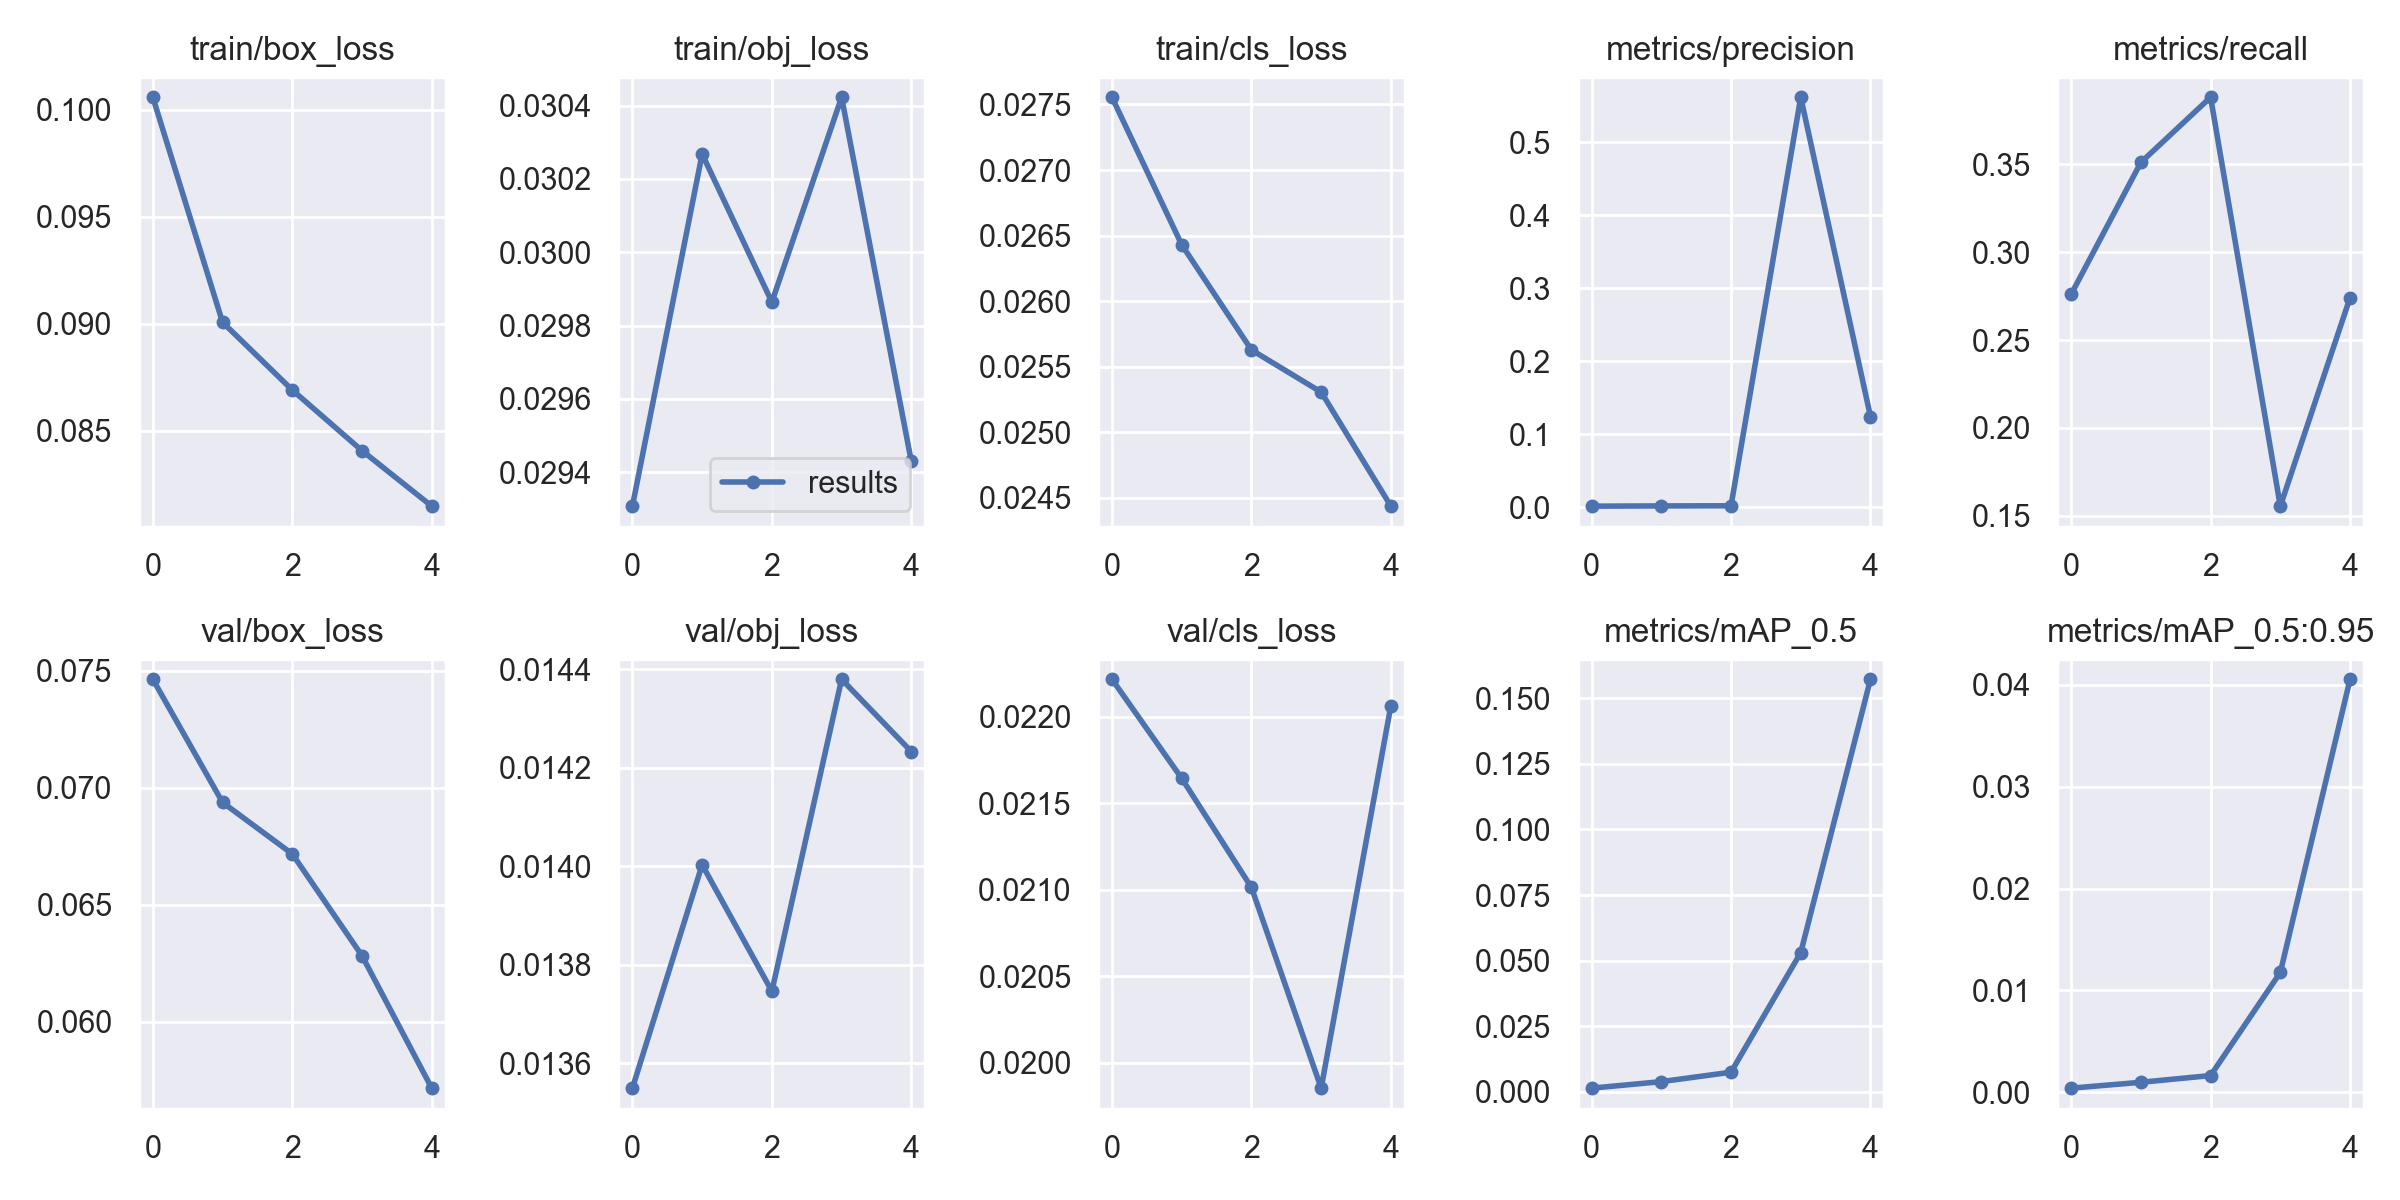 train/box_loss
0.100
0.095
0.090
0.085
0 2 4
train/obj_loss
0.0304
0.0302
0.0300
0.0298
0.0296
0.0294
results
0 2 4
train/cls_loss
0.0275
0.0270
0.0265
0.0260
0.0255
0.0250
0.0245
0 2 4
metrics/precision
0.5
0.4
0.3
0.2
0.1
0.0
0 2 4
metrics/recall
0.35
0.30
0.25
0.20
0.15
0 2 4
val/box_loss
0.075
0.070
0.065
0.060
0 2 4
val/obj_loss
0.0144
0.0142
0.0140
0.0138
0.0136
0 2 4
val/cls_loss
0.0220
0.0215
0.0210
0.0205
0.0200
0 2 4
metrics/mAP_0.5
0.150
0.125
0.100
0.075
0.050
0.025
0.000
0 2 4
metrics/mAP_0.5:0.95
0.04
0.03
0.02
0.01
0.00
0 2 4